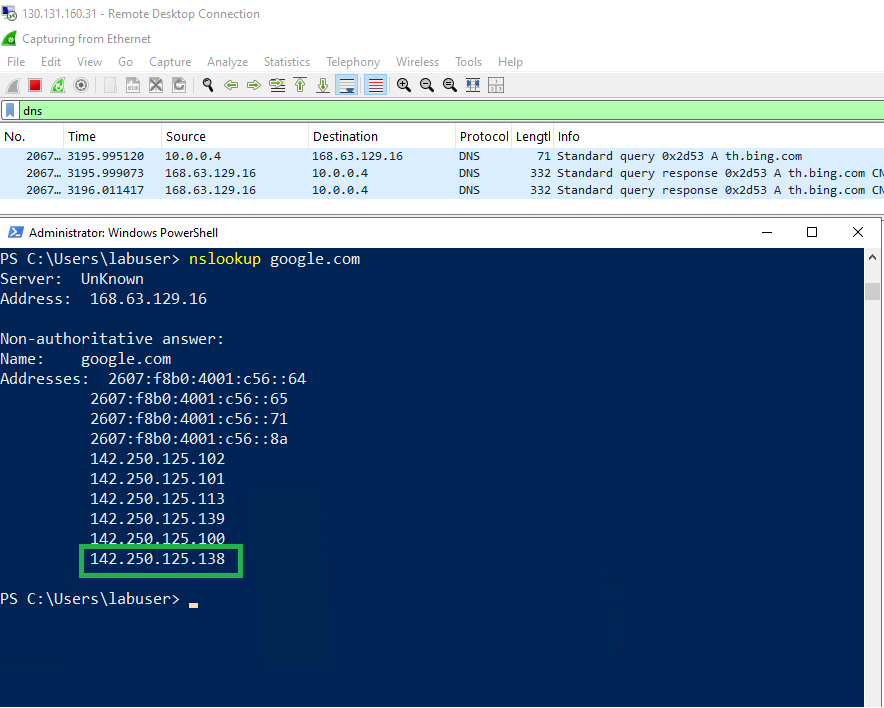 130.131.160.31 - Remote Desktop Connection
Capturing from Ethernet
File Edit View Go Capture Analyze Statistics Telephony Wireless Tools Help
dns
No. Time Source Destination Protocol Lengtl Info
2067… 3195.995120 10.0.0.4 168.63.129.16 DNS 71 Standard query 0x2d53 A th.bing.com
2067… 3195.999073 168.63.129.16 10.0.0.4 DNS 332 Standard query response 0x2d53 A th.bing.com CN
2067… 3196.011417 168.63.129.16 10.0.0.4 DNS 332 Standard query response 0x2d53 A th.bing.com CN
Administrator: Windows PowerShell
PS C:\Users\labuser> nslookup google.com
Server: UnKnown
Address: 168.63.129.16
Non-authoritative answer:
Name: google.com
Addresses: 2607:f8b0:4001:c56::64
2607:f8b0:4001:c56::65
2607:f8b0:4001:c56::71
2607:f8b0:4001:c56::8a
142.250.125.102
142.250.125.101
142.250.125.113
142.250.125.139
142.250.125.100
142.250.125.138
PS C:\Users\labuser>